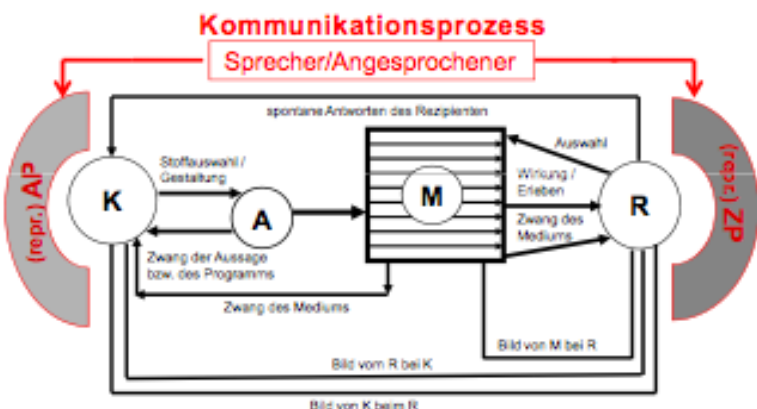 Kommunikationsprozess
Sprecher/Angesprochener
spontane Antworten des Rezipienten
(repr.) AP
K
Stoffauswahl /
Gestaltung
A
Zwang der Aussage
bzw. des Programms
Zwang des Mediums
M
Auswahl
Wirkung /
Erleben
Zwang des
Mediums
R
(repr.) ZP
Bild von M bei R
Bild vom R bei K
Bild von K beim R